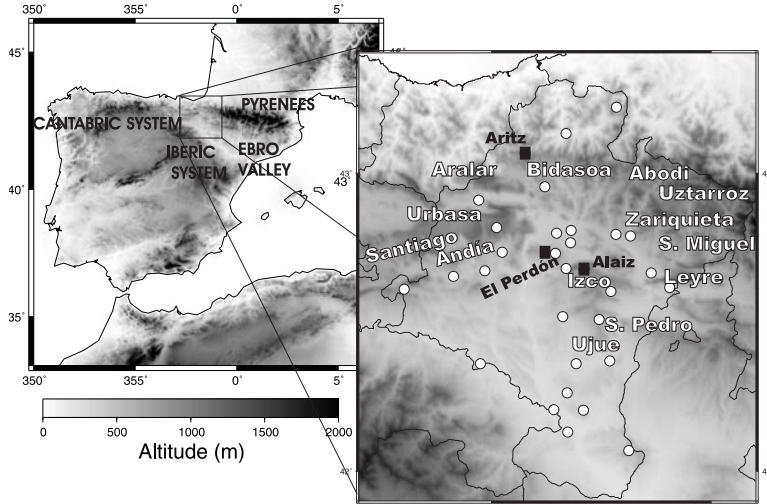 350˚
355˚
0˚
5˚
45˚
40˚
35˚
PYRENEES
CANTABRIC SYSTEM
IBERIC
SYSTEM
EBRO
VALLEY
43˚
350˚
355˚
0˚
5˚
0
500
1000
1500
2000
Altitude (m)
43˚
42˚
Aritz
Aralar
Bidasoa
Abodi
Uztarroz
Urbasa
Zariquieta
Santiago
Andía
S. Miguel
El Perdón
Alaiz
Izco
Leyre
S. Pedro
Ujue